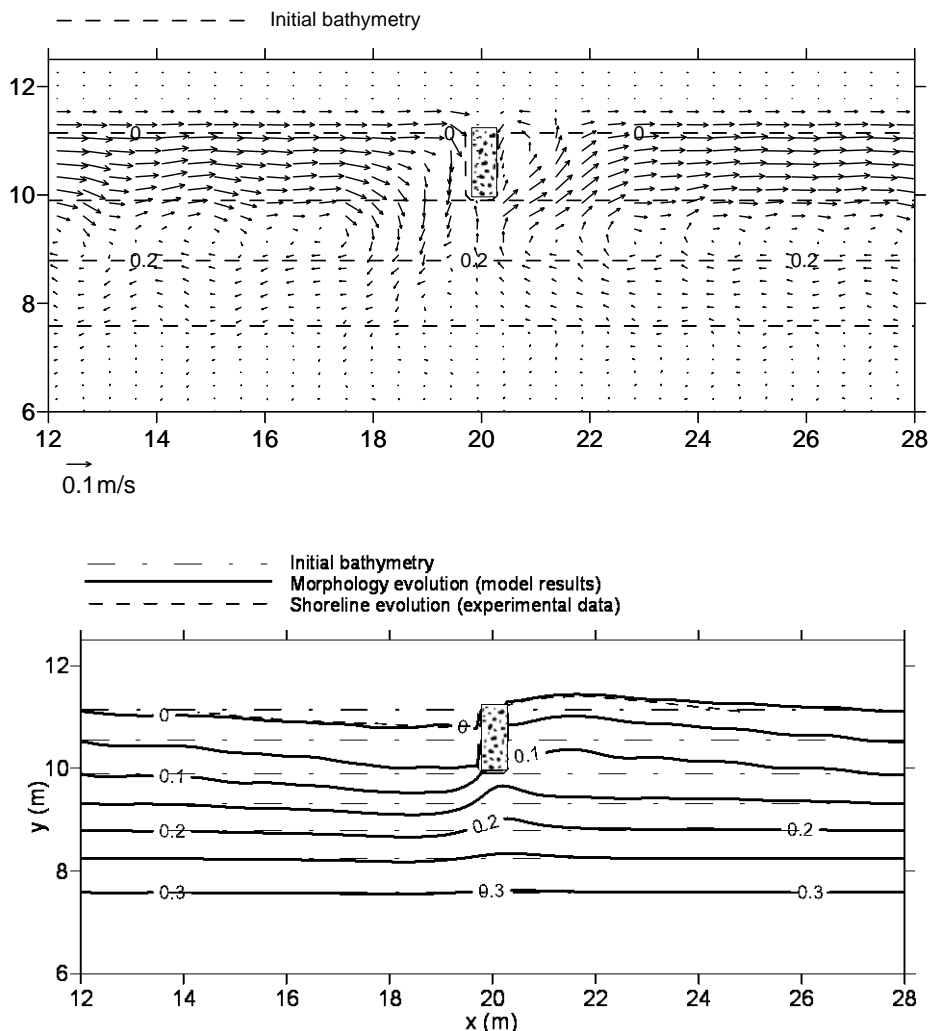 Initial bathymetry
12
0 0 0
10
0.2 0.2 0.2
8
6
12 14 16 18 20 22 24 26 28
0.1m/s
Initial bathymetry
Morphology evolution (model results)
Shoreline evolution (experimental data)
12
0 0
10
0.1 0.1
0.2 0.2 0.2
8
0.3 0.3 0.3
6
y (m)
12 14 16 18 20 22 24 26 28
x (m)